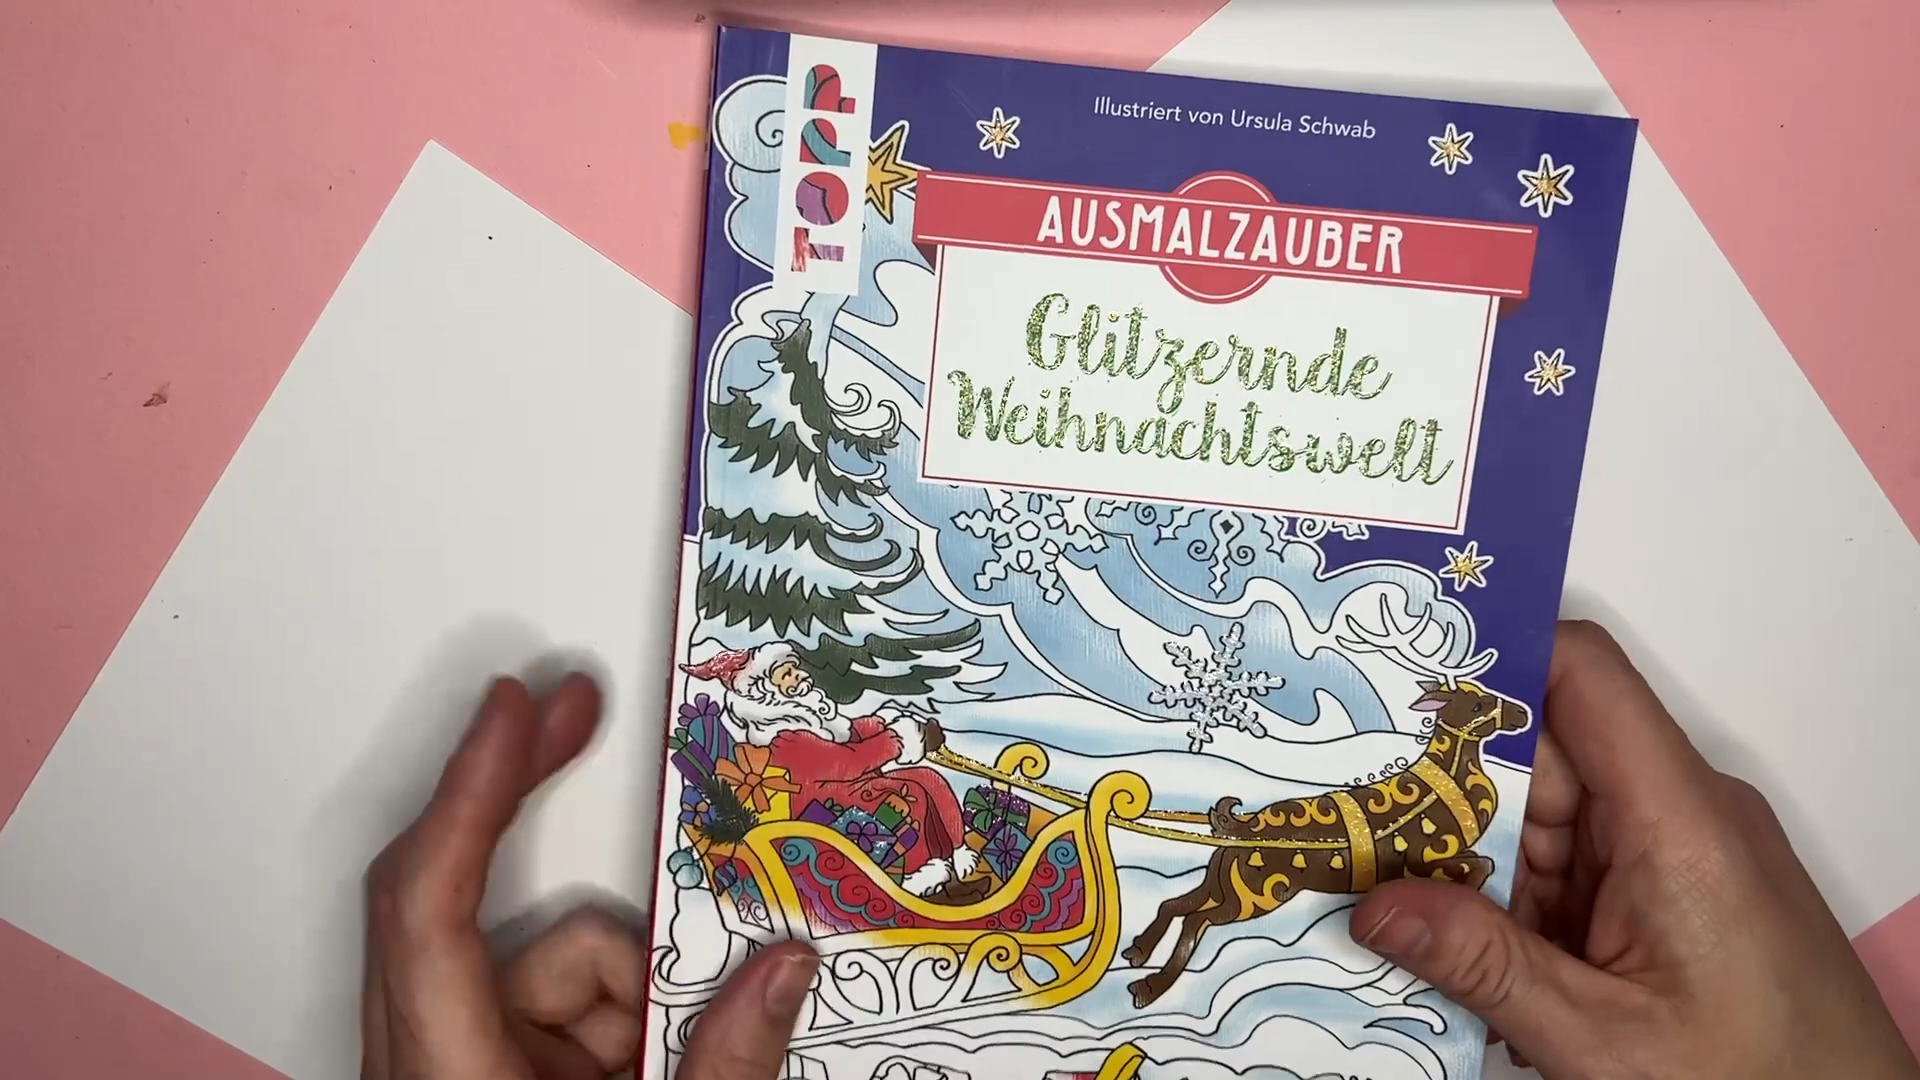 TOPP
Illustriert von Ursula Schwab
AUSMALZAUBER
Glitzernde
Weihnachtswelt